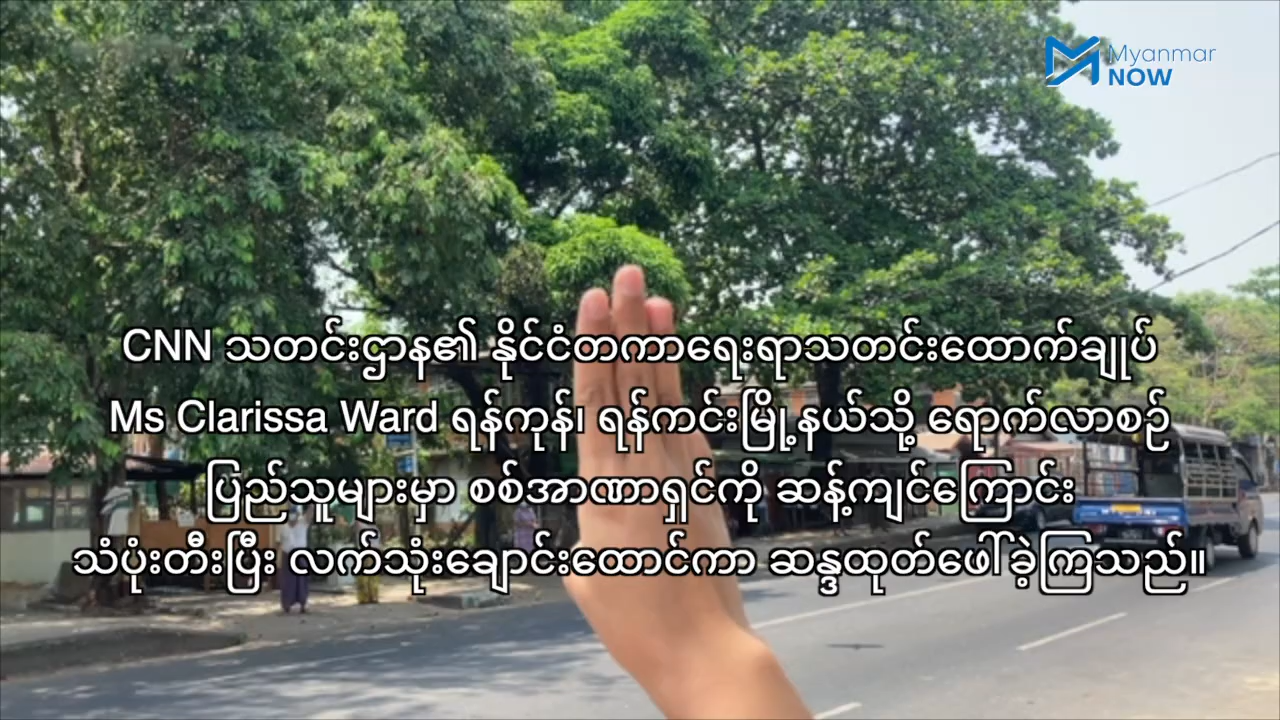 Myanmar
NOW
CNN သတင်းဌာန၏ နိုင်ငံတကာရေးရာသတင်းထောက်ချုပ်
Ms Clarissa Ward ရန်ကုန်၊ ရန်ကင်းမြို့နယ်သို့ ရောက်လာစဉ်
ပြည်သူများမှာ စစ်အာဏာရှင်ကို ဆန့်ကျင်ကြောင်း
သံပုံးတီးပြီး လက်သုံးချောင်းထောင်ကာ ဆန္ဒထုတ်ဖေါ်ခဲ့ကြသည်။